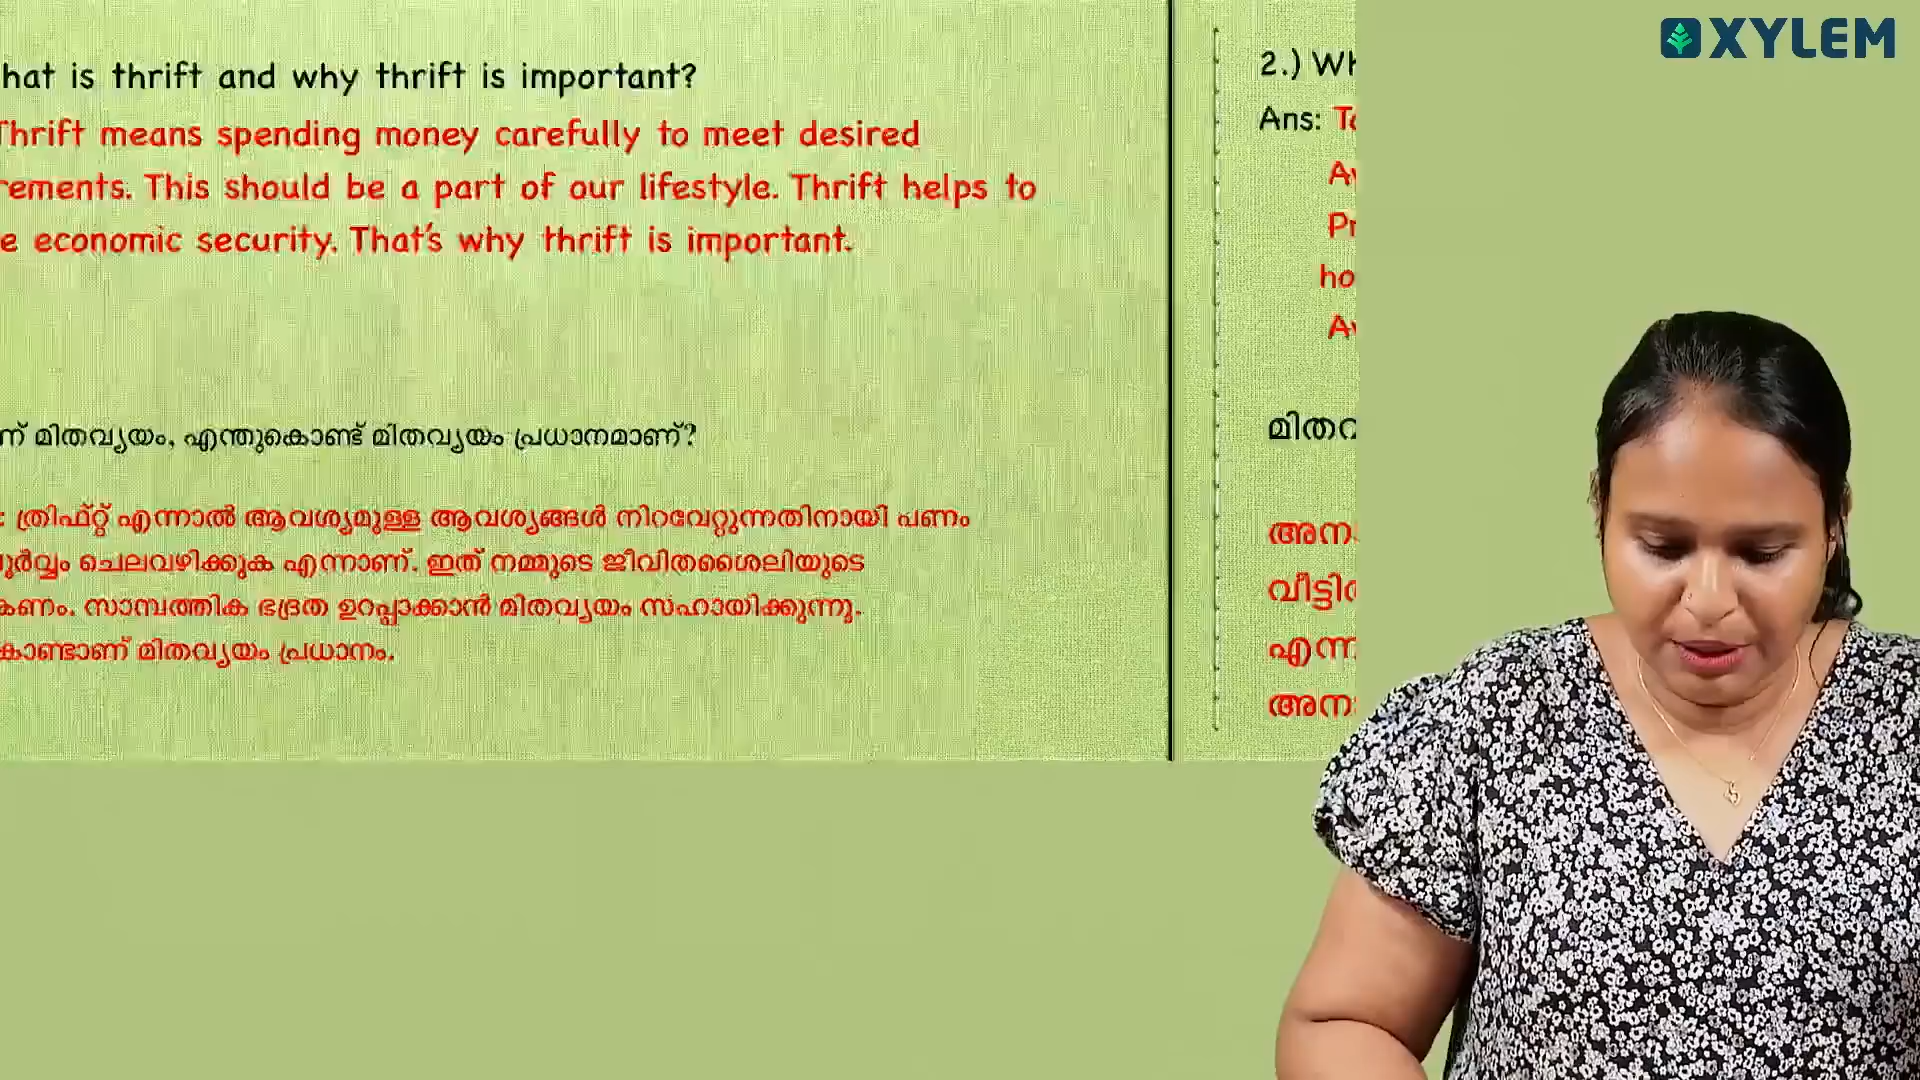 XYLEM
hat is thrift and why thrift is important?
Thrift means spending money carefully to meet desired
rements. This should be a part of our lifestyle. Thrift helps to
e economic security. That's why thrift is important.
ന് മിതവ്യയം, എന്തുകൊണ്ട് മിതവ്യയം പ്രധാനമാണ്?
: ത്രിഫ്റ്റ് എന്നാൽ ആവശ്യമുള്ള ആവശ്യങ്ങൾ നിറവേറ്റുന്നതിനായി പണം
പൂർവ്വം ചെലവഴിക്കുക എന്നാണ്. ഇത് നമ്മുടെ ജീവിതശൈലിയുടെ
കണം. സാമ്പത്തിക ഭദ്രത ഉറപ്പാക്കാൻ മിതവ്യയം സഹായിക്കുന്നു.
കൊണ്ടാണ് മിതവ്യയം പ്രധാനം.
2.) Wh
Ans: To
Av
Pr
ho
Av
മിതവ
അന
വീട്ടി
എന്ന
അന